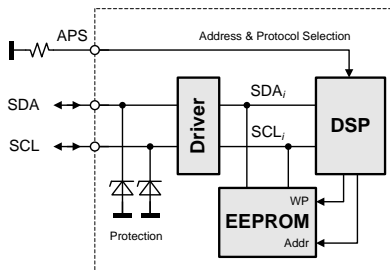 APS
Address & Protocol Selection
SDA
Driver
SDAi
DSP
SCL
SCLi
WP
EEPROM
Protection
Addr